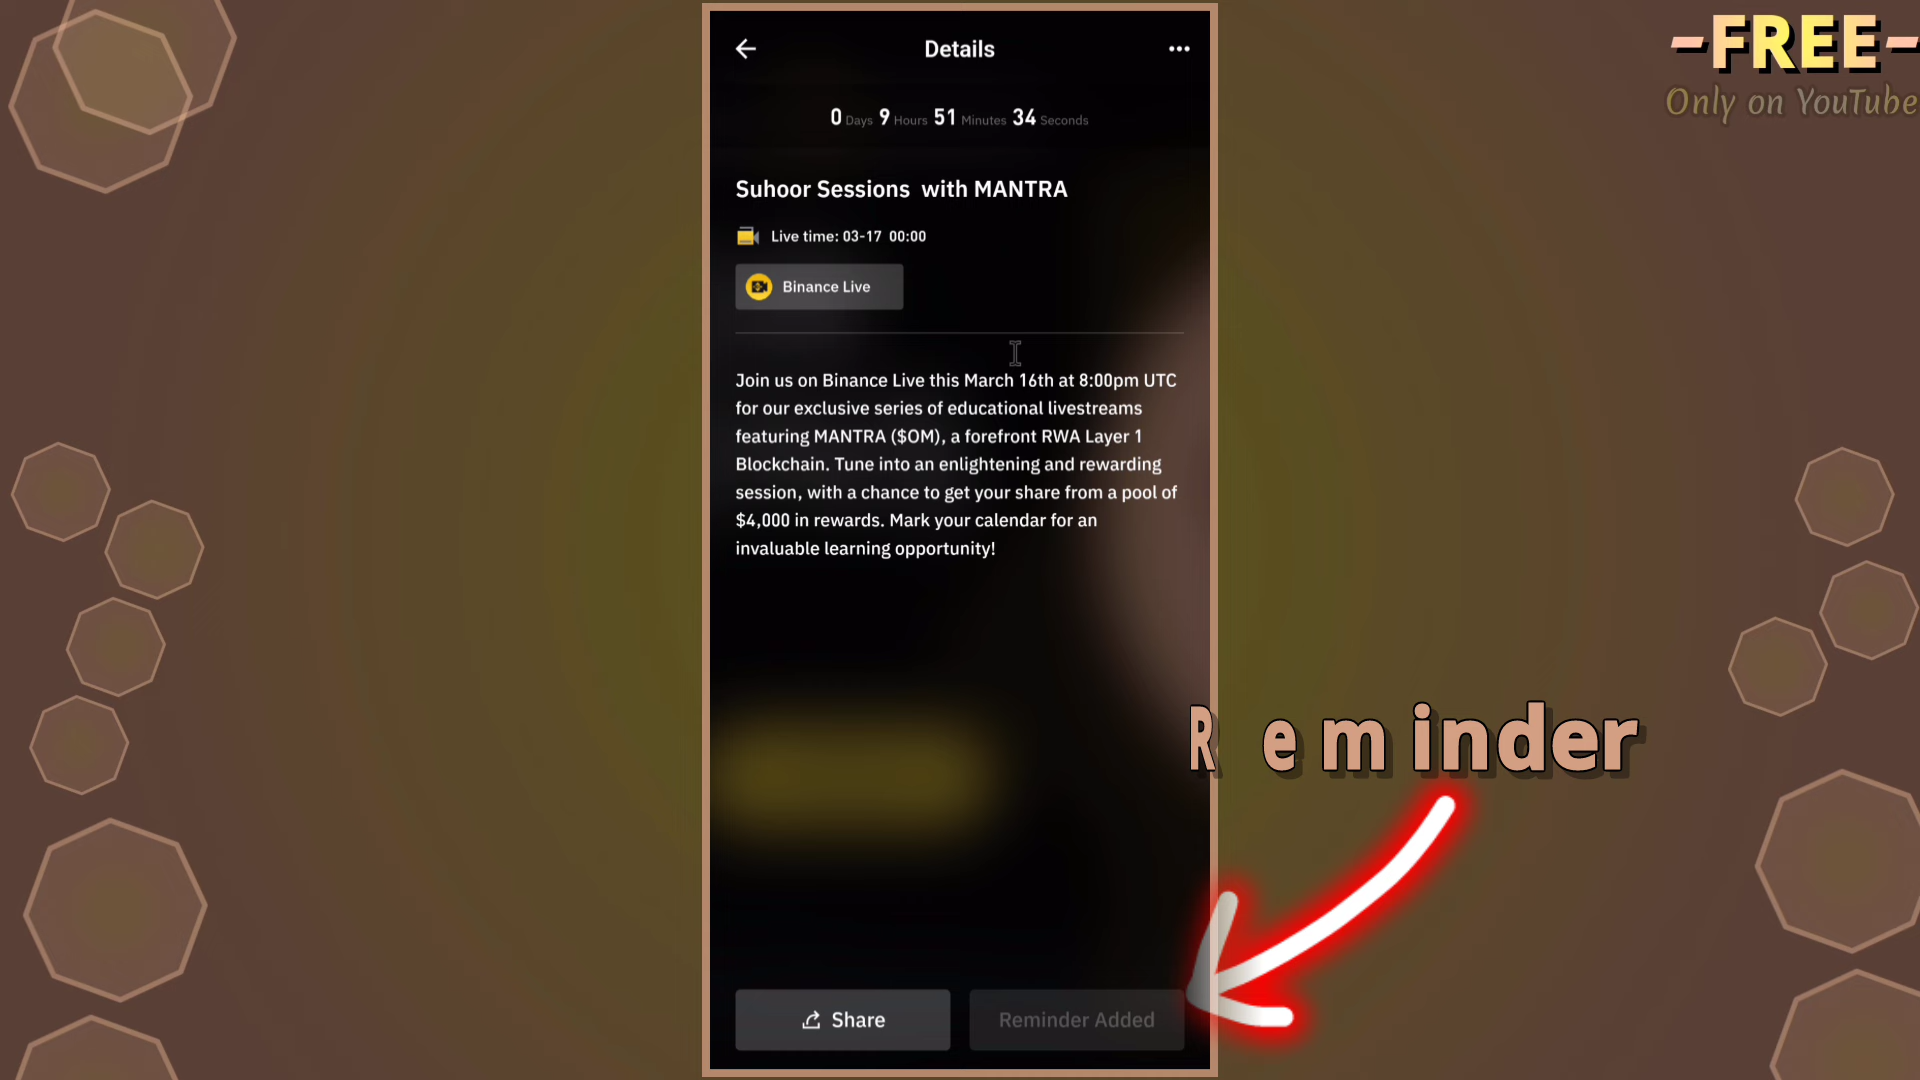 -FREE-
Only on YouTube
Details
0 Days 9 Hours 51 Minutes 34 Seconds
Suhoor Sessions with MANTRA
Live time: 03-17 00:00
Binance Live
Join us on Binance Live this March 16th at 8:00pm UTC
for our exclusive series of educational livestreams
featuring MANTRA ($OM), a forefront RWA Layer 1
Blockchain. Tune into an enlightening and rewarding
session, with a chance to get your share from a pool of
$4,000 in rewards. Mark your calendar for an
invaluable learning opportunity!
Reminder
Share
Reminder Added